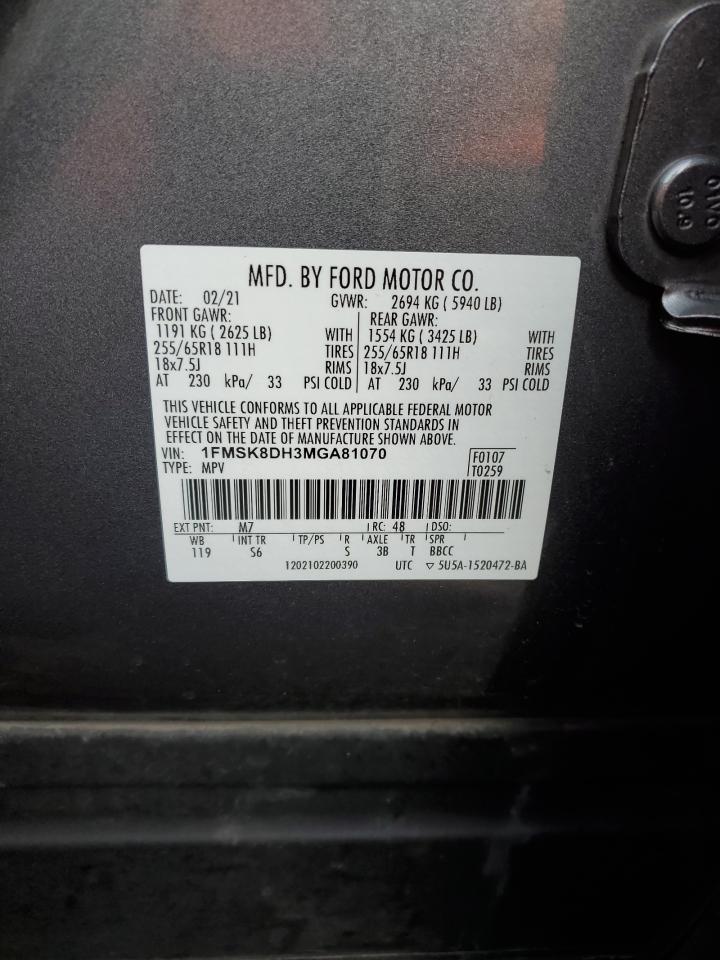 MFD. BY FORD MOTOR CO.
DATE: 02/21 GVWR: 2694 KG ( 5940 LB)
FRONT GAWR: REAR GAWR:
1191 KG ( 2625 LB) WITH 1554 KG ( 3425 LB) WITH
255/65R18 111H TIRES 255/65R18 111H TIRES
18x7.5J RIMS 18x7.5J RIMS
AT 230 kPa/ 33 PSI COLD AT 230 kPa/ 33 PSI COLD
THIS VEHICLE CONFORMS TO ALL APPLICABLE FEDERAL MOTOR
VEHICLE SAFETY AND THEFT PREVENTION STANDARDS IN
EFFECT ON THE DATE OF MANUFACTURE SHOWN ABOVE.
VIN: 1FMSK8DH3MGA81070 F0107
TYPE: MPV T0259
EXT PNT: M7 RC: 48 DSO:
WB INT TR TP/PS R AXLE TR SPR
119 S6 S 3B T BBCC
1202102200390 UTC ▽ 5U5A-1520472-BA
10.9